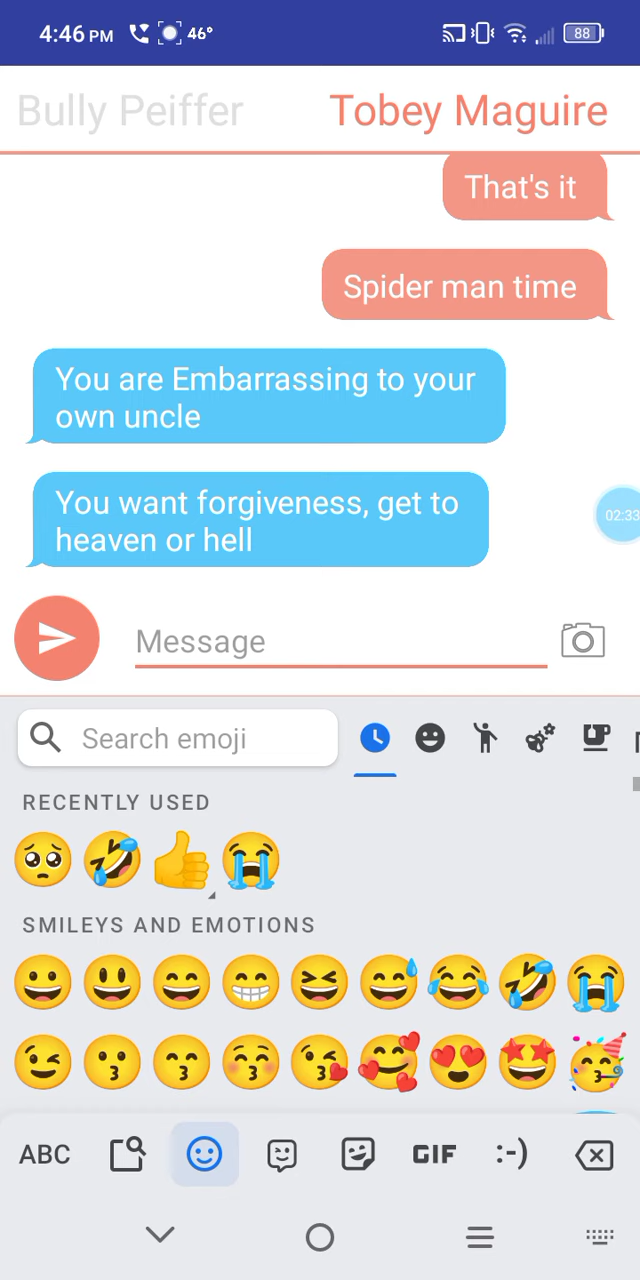 4:46 PM 46° 88
Bully Peiffer Tobey Maguire
That's it
Spider man time
You are Embarrassing to your
own uncle
You want forgiveness, get to
heaven or hell
02:33
Message
Search emoji
RECENTLY USED
SMILEYS AND EMOTIONS
ABC GIF :-)